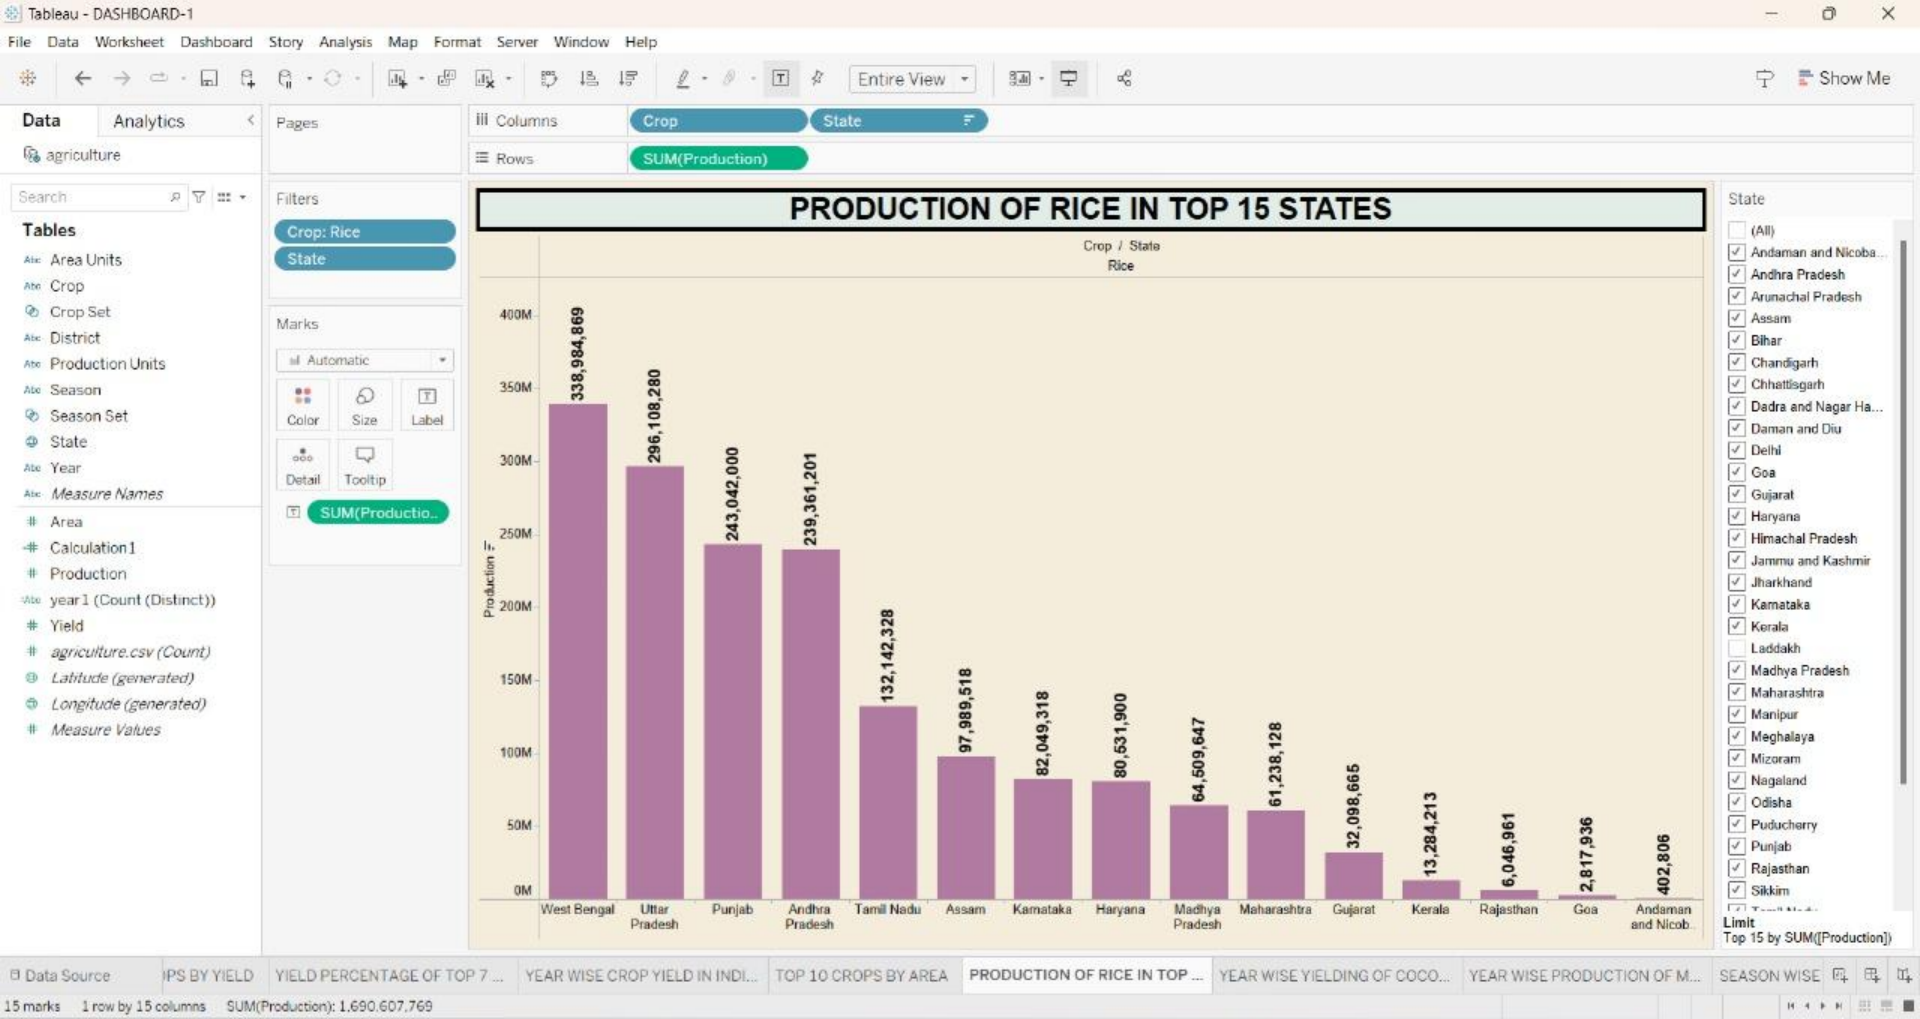 Tableau - DASHBOARD-1
File Data Worksheet Dashboard Story Analysis Map Format Server Window Help
Entire View
Show Me
Data Analytics
agriculture
Search
Tables
Abc Area Units
Abc Crop
Crop Set
Abc District
Abc Production Units
Abc Season
Season Set
State
Abc Year
Abc Measure Names
# Area
=# Calculation1
# Production
=Abc year1 (Count (Distinct))
# Yield
# agriculture.csv (Count)
Latitude (generated)
Longitude (generated)
# Measure Values
Pages
Filters
Crop: Rice
State
Marks
Automatic
Color Size Label
Detail Tooltip
SUM(Productio..
Columns Crop State
Rows SUM(Production)
PRODUCTION OF RICE IN TOP 15 STATES
Crop / State
Rice
Production
400M
350M
300M
250M
200M
150M
100M
50M
0M
338,984,869
296,108,280
243,042,000
239,361,201
132,142,328
97,989,518
82,049,318
80,531,900
64,509,647
61,238,128
32,098,665
13,284,213
6,046,961
2,817,936
402,806
West Bengal
Uttar
Pradesh
Punjab
Andhra
Pradesh
Tamil Nadu
Assam
Karnataka
Haryana
Madhya
Pradesh
Maharashtra
Gujarat
Kerala
Rajasthan
Goa
Andaman
and Nicob..
State
(All)
Andaman and Nicoba...
Andhra Pradesh
Arunachal Pradesh
Assam
Bihar
Chandigarh
Chhattisgarh
Dadra and Nagar Ha...
Daman and Diu
Delhi
Goa
Gujarat
Haryana
Himachal Pradesh
Jammu and Kashmir
Jharkhand
Karnataka
Kerala
Laddakh
Madhya Pradesh
Maharashtra
Manipur
Meghalaya
Mizoram
Nagaland
Odisha
Puducherry
Punjab
Rajasthan
Sikkim
Limit
Top 15 by SUM([Production])
Data Source IPS BY YIELD YIELD PERCENTAGE OF TOP 7 ... YEAR WISE CROP YIELD IN INDI... TOP 10 CROPS BY AREA PRODUCTION OF RICE IN TOP ... YEAR WISE YIELDING OF COCO... YEAR WISE PRODUCTION OF M... SEASON WISE
15 marks 1 row by 15 columns SUM(Production): 1,690,607,769